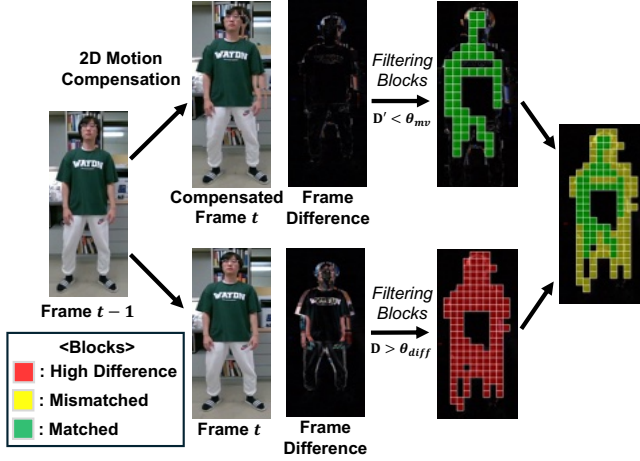 2D Motion
Compensation
WAYDN
Filtering
Blocks
D′ < θmv
Compensated
Frame t
Frame
Difference
WAYDN
Frame t − 1
WAYDN
Filtering
Blocks
D > θdiff
Frame t
Frame
Difference
<Blocks>
: High Difference
: Mismatched
: Matched